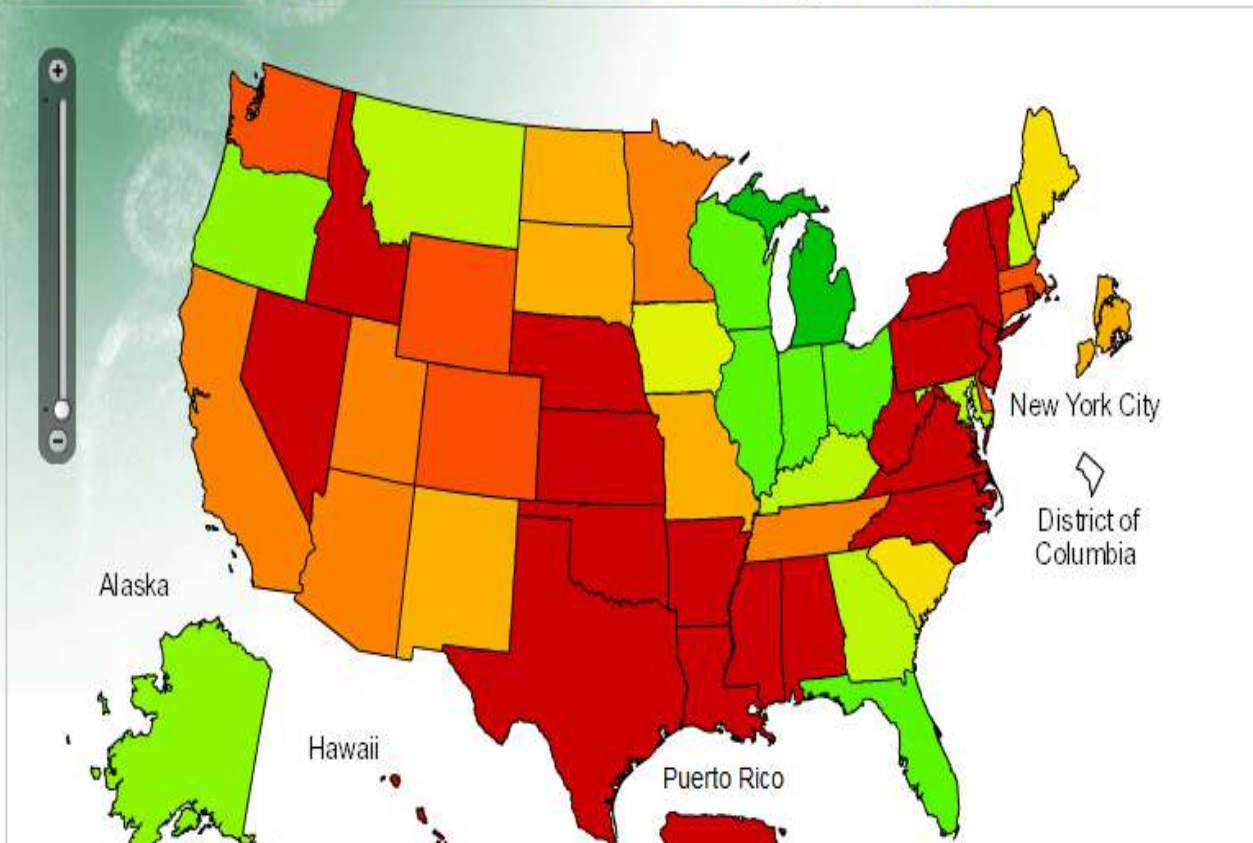 New York City
District of
Columbia
Alaska
Hawaii
Puerto Rico